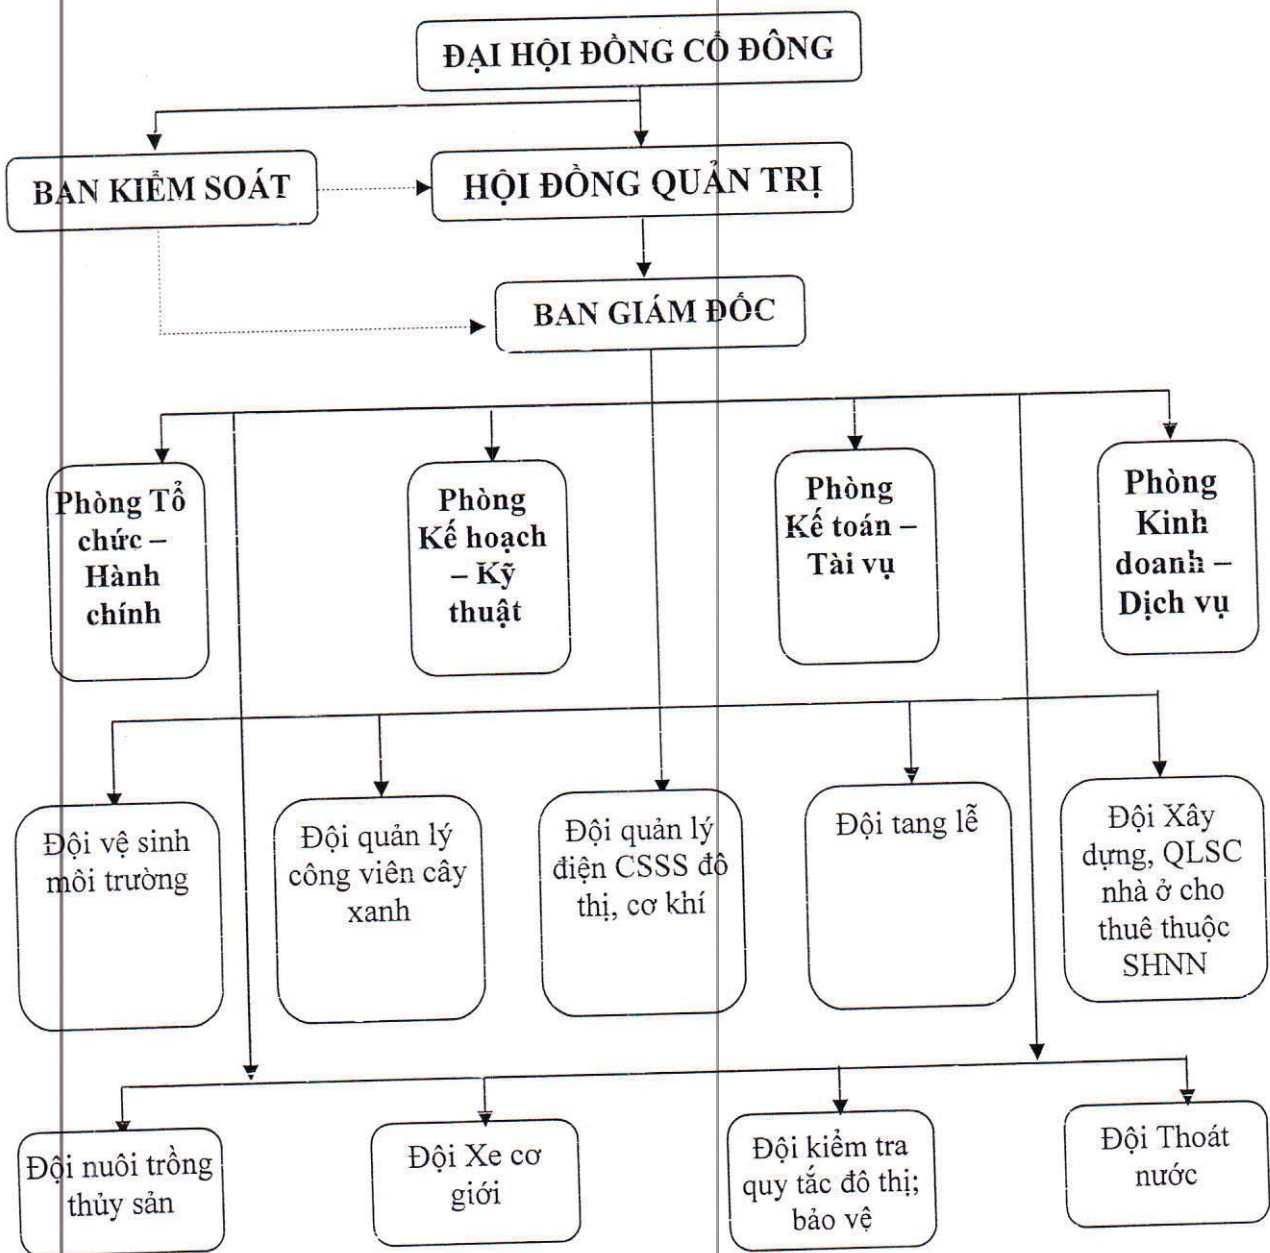 ĐẠI HỘI ĐỒNG CỔ ĐÔNG
BAN KIỂM SOÁT
HỘI ĐỒNG QUẢN TRỊ
BAN GIÁM ĐỐC
Phòng Tổ
chức –
Hành
chính
Phòng
Kế hoạch
– Kỹ
thuật
Phòng
Kế toán –
Tài vụ
Phòng
Kinh
doanh –
Dịch vụ
Đội vệ sinh
môi trường
Đội quản lý
công viên cây
xanh
Đội quản lý
điện CSSS đô
thị, cơ khí
Đội tang lễ
Đội Xây
dựng, QLSC
nhà ở cho
thuê thuộc
SHNN
Đội nuôi trồng
thủy sản
Đội Xe cơ
giới
Đội kiểm tra
quy tắc đô thị;
bảo vệ
Đội Thoát
nước